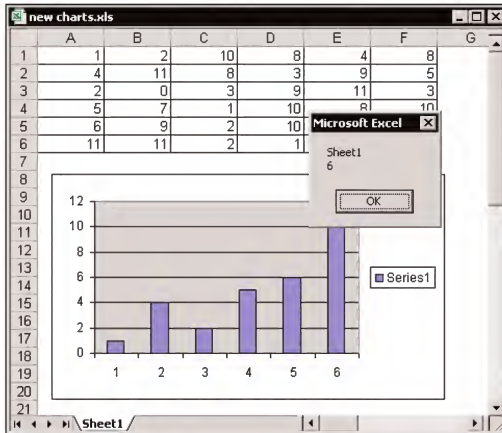 new charts.xls
A B C D E F G
1 1 2 10 8 4 8
2 4 11 8 3 9 5
3 2 0 3 9 11 3
4 5 7 1 10 8 10
5 6 9 2 10
6 11 11 2 1
Microsoft Excel
Sheet1
6
OK
7
8
9
10
11
12
13
14
15
16
17
18
19
20
21
12
10
8
6
4
2
0
1 2 3 4 5 6
Series1
Sheet1